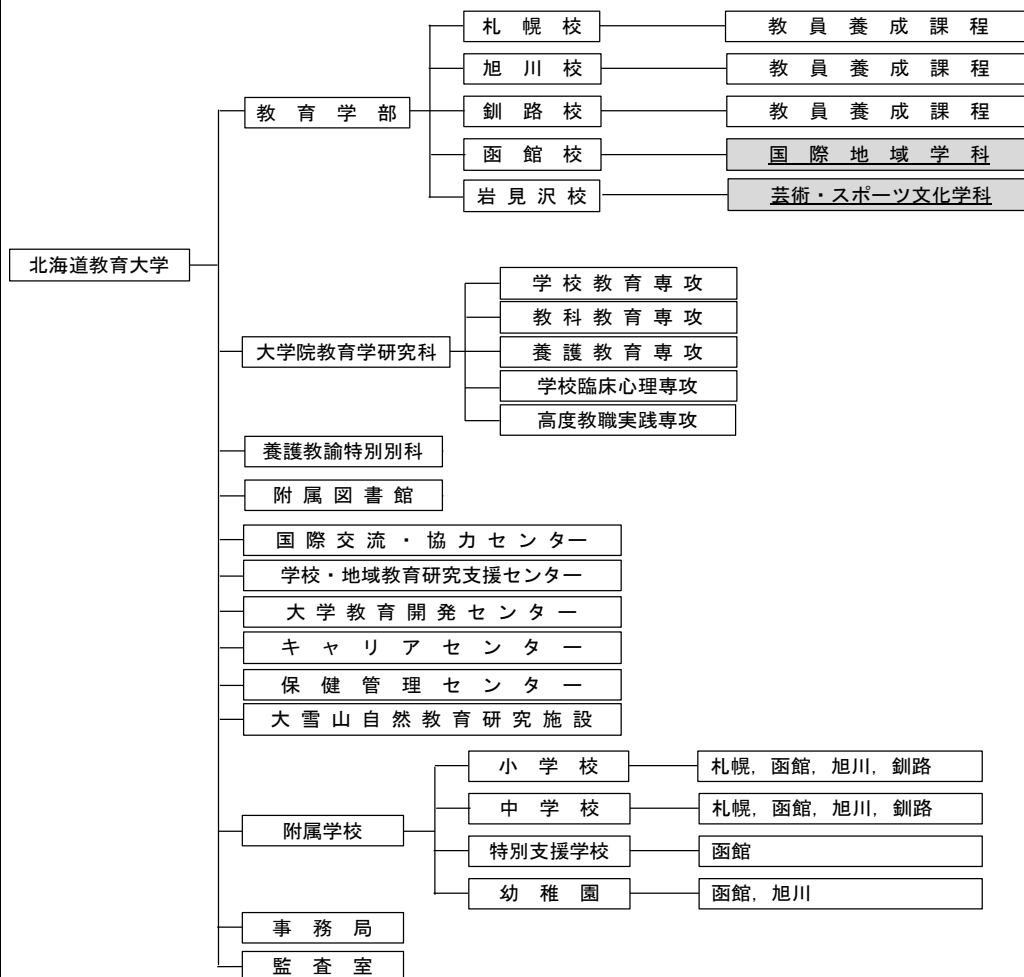 札幌校 教員養成課程
旭川校 教員養成課程
教育学部 釧路校 教員養成課程
函館校 国際地域学科
岩見沢校 芸術・スポーツ文化学科
北海道教育大学
学校教育専攻
教科教育専攻
大学院教育学研究科 養護教育専攻
学校臨床心理専攻
高度教職実践専攻
養護教諭特別別科
附属図書館
国際交流・協力センター
学校・地域教育研究支援センター
大学教育開発センター
キャリアセンター
保健管理センター
大雪山自然教育研究施設
小学校 札幌，函館，旭川，釧路
中学校 札幌，函館，旭川，釧路
附属学校
特別支援学校 函館
幼稚園 函館，旭川
事務局
監査室